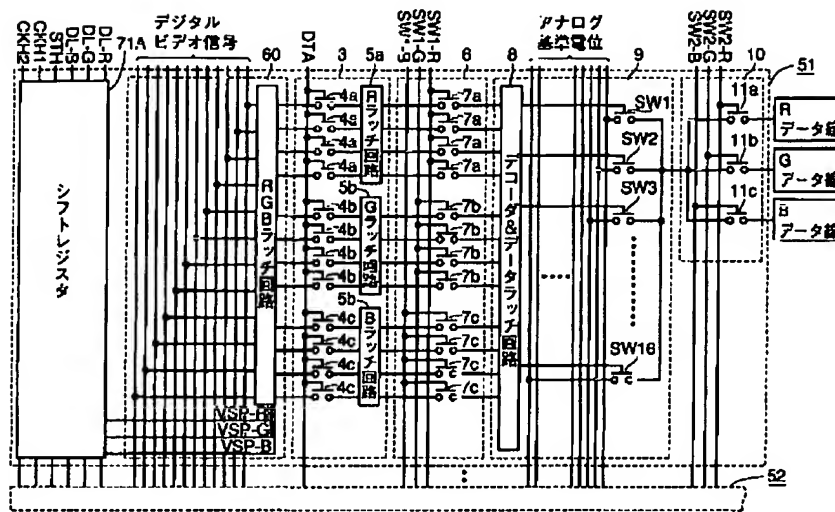 CKH2
CKH1
STH
DL-B
DL-G
DL-R
71A
デジタル
ビデオ信号
60
DTA
3
5a
SW1-G
SW1-R
6
8
アナログ
基準電位
9
SW2-B
SW2-G
SW2-R
10
51
シフトレジスタ
RGBラッチ回路
4a
4a
4a
4a
Rラッチ回路
7a
7a
7a
7a
デコーダ&データラッチ回路
SW1
SW2
SW3
SW16
11a
11b
11c
R
データ線
G
データ線
B
データ線
5b
4b
4b
4b
4b
Gラッチ回路
7b
7b
7b
7b
5b
4c
4c
4c
4c
Bラッチ回路
7c
7c
7c
7c
VSP-R
VSP-G
VSP-B
52